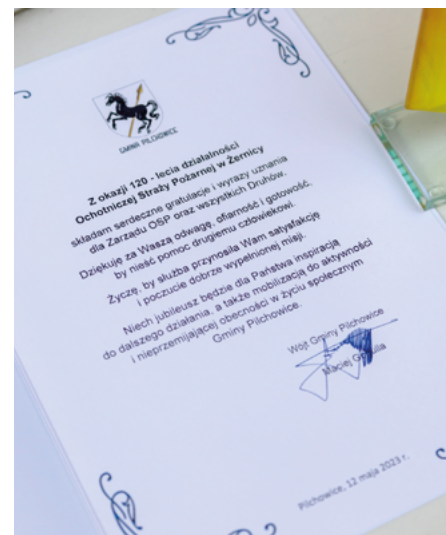 GMINA PILCHOWICE
Z okazji 120 - lecia działalności
Ochotniczej Straży Pożarnej w Żernicy
składam serdeczne gratulacje i wyrazy uznania
dla Zarządu OSP oraz wszystkich Druhów.
Dziękuję za Waszą odwagę, ofiarność i gotowość,
by nieść pomoc drugiemu człowiekowi.
Życzę, by służba przynosiła Wam satysfakcję
i poczucie dobrze wypełnionej misji.
Niech jubileusz będzie dla Państwa inspiracją
do dalszego działania, a także mobilizacją do aktywności
i nieprzemijającej obecności w życiu społecznym
Gminy Pilchowice.
Wójt Gminy Pilchowice
Maciej
Pilchowice, 12 maja 2023 r.